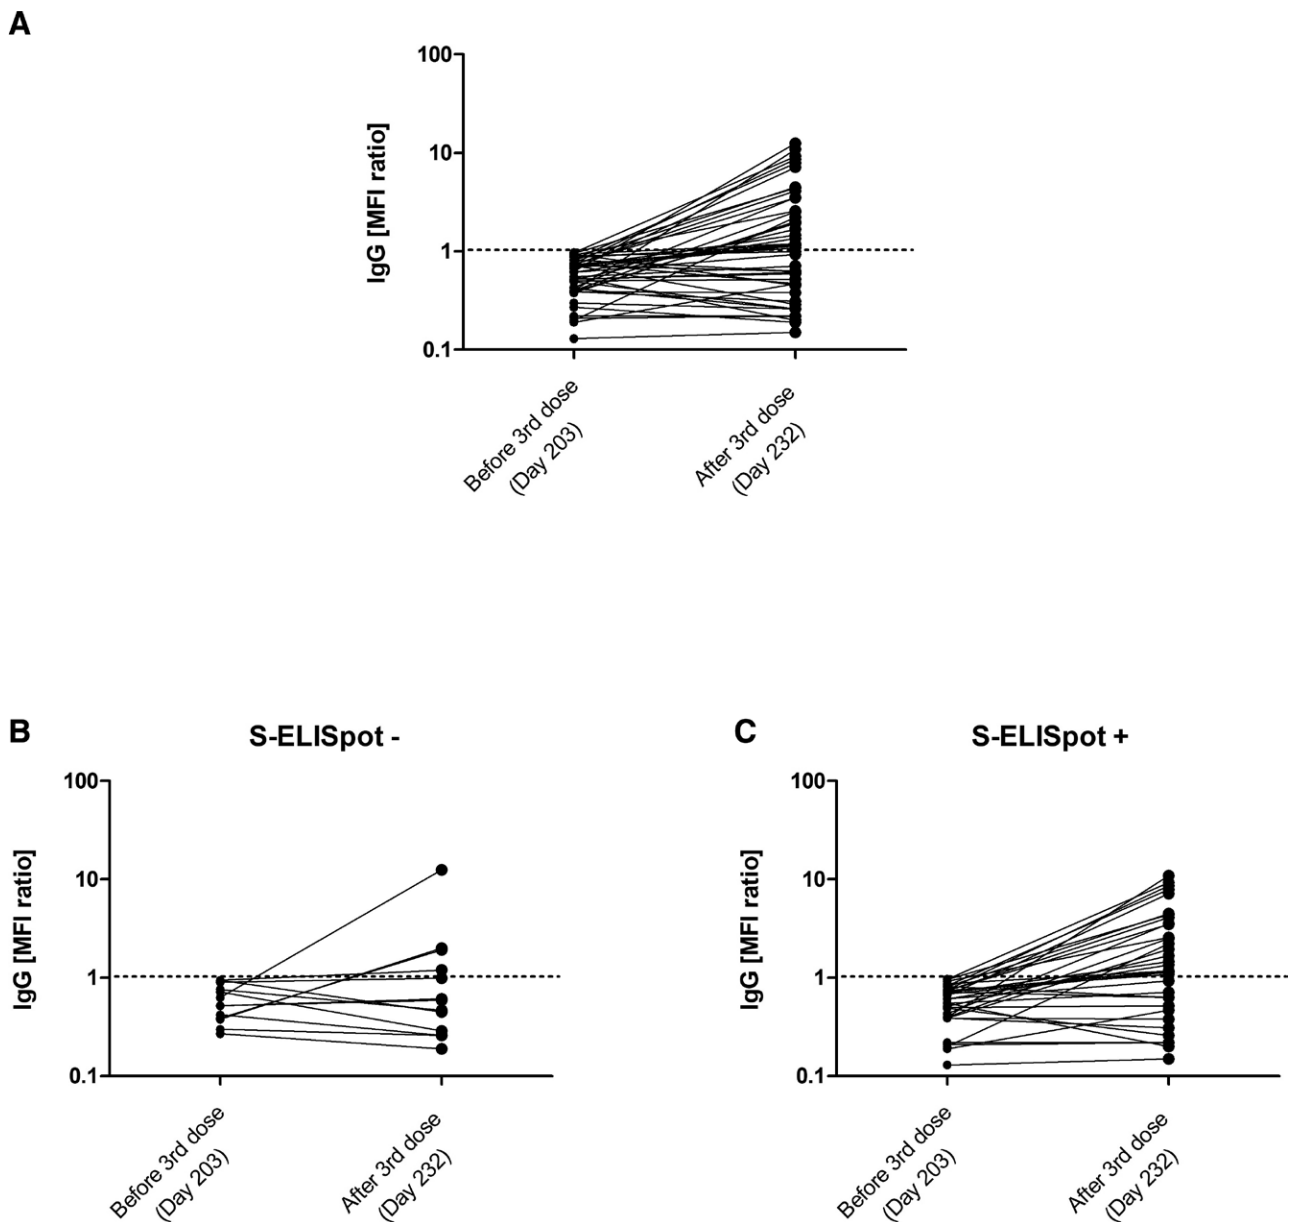 A
100
10
1
0.1
IgG [MFI ratio]
Before 3rd dose
(Day 203)
After 3rd dose
(Day 232)
B
S-ELISpot -
100
10
1
0.1
IgG [MFI ratio]
Before 3rd dose
(Day 203)
After 3rd dose
(Day 232)
C
S-ELISpot +
100
10
1
0.1
IgG [MFI ratio]
Before 3rd dose
(Day 203)
After 3rd dose
(Day 232)